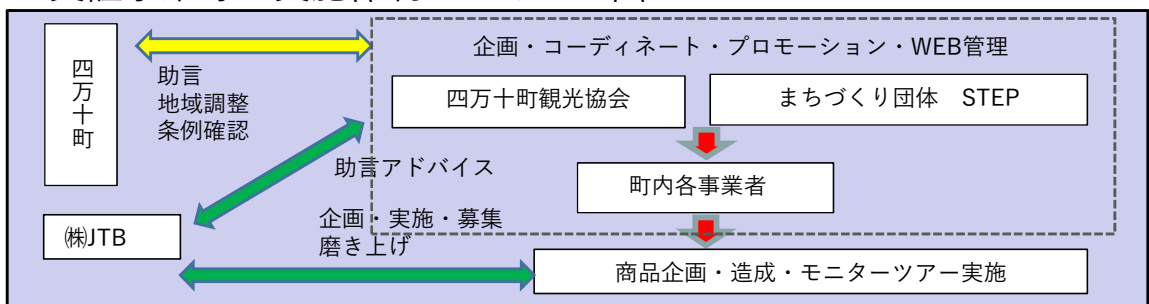 企画・コーディネート・プロモーション・WEB管理
四万十町
助言
地域調整
条例確認
四万十町観光協会
まちづくり団体　STEP
助言アドバイス
町内各事業者
㈱JTB
企画・実施・募集
磨き上げ
商品企画・造成・モニターツアー実施